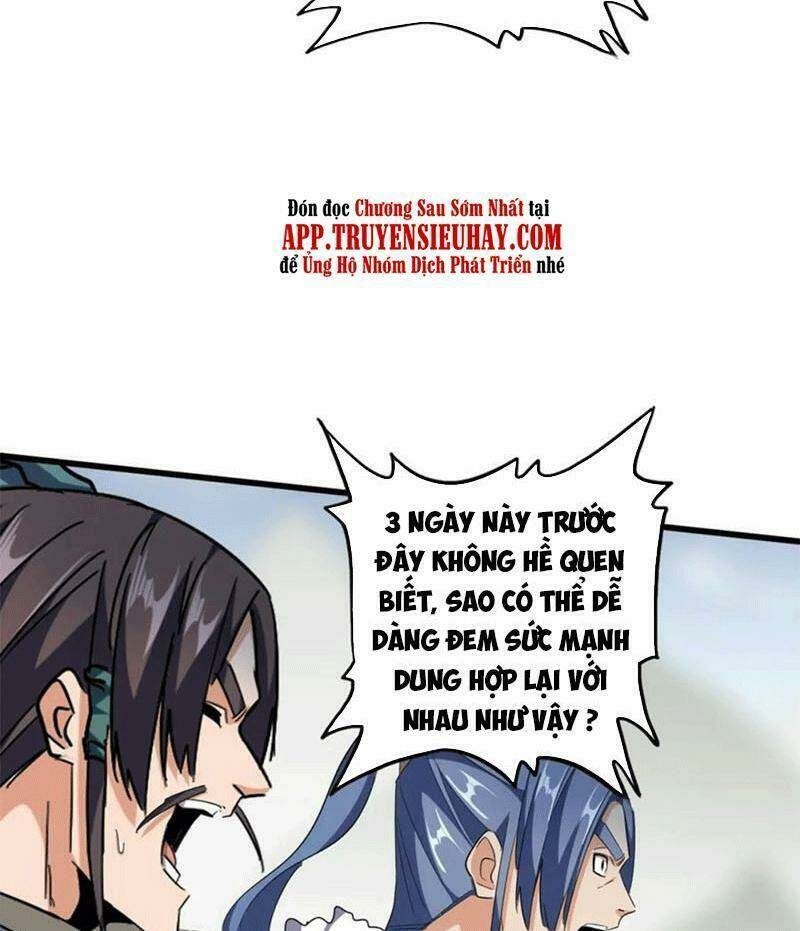 Đón đọc Chương Sau Sớm Nhất tại
APP.TRUYENSIEUHAY.COM
để Ủng Hộ Nhóm Dịch Phát Triển nhé
3 NGÀY NÀY TRƯỚC
ĐÂY KHÔNG HỀ QUEN
BIẾT, SAO CÓ THỂ DỄ
DÀNG ĐEM SỨC MẠNH
DUNG HỢP LẠI VỚI
NHAU NHƯ VẬY ?